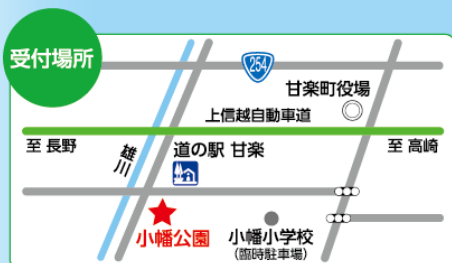 受付場所
254
甘楽町役場
上信越自動車道
至 長野
雄川
道の駅 甘楽
至 高崎
小幡公園
小幡小学校
(臨時駐車場)